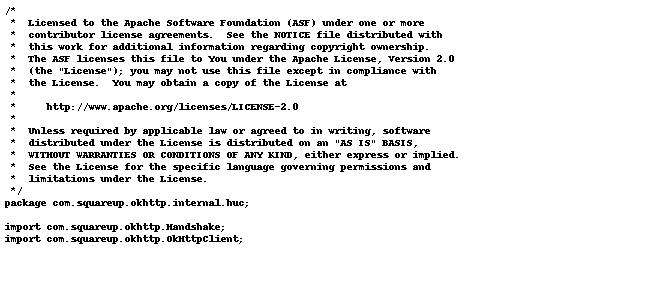 /*
 *  Licensed to the Apache Software Foundation (ASF) under one or more
 *  contributor license agreements.  See the NOTICE file distributed with
 *  this work for additional information regarding copyright ownership.
 *  The ASF licenses this file to You under the Apache License, Version 2.0
 *  (the "License"); you may not use this file except in compliance with
 *  the License.  You may obtain a copy of the License at
 *
 *     http://www.apache.org/licenses/LICENSE-2.0
 *
 *  Unless required by applicable law or agreed to in writing, software
 *  distributed under the License is distributed on an "AS IS" BASIS,
 *  WITHOUT WARRANTIES OR CONDITIONS OF ANY KIND, either express or implied.
 *  See the License for the specific language governing permissions and
 *  limitations under the License.
 */
package com.squareup.okhttp.internal.huc;

import com.squareup.okhttp.Handshake;
import com.squareup.okhttp.OkHttpClient;